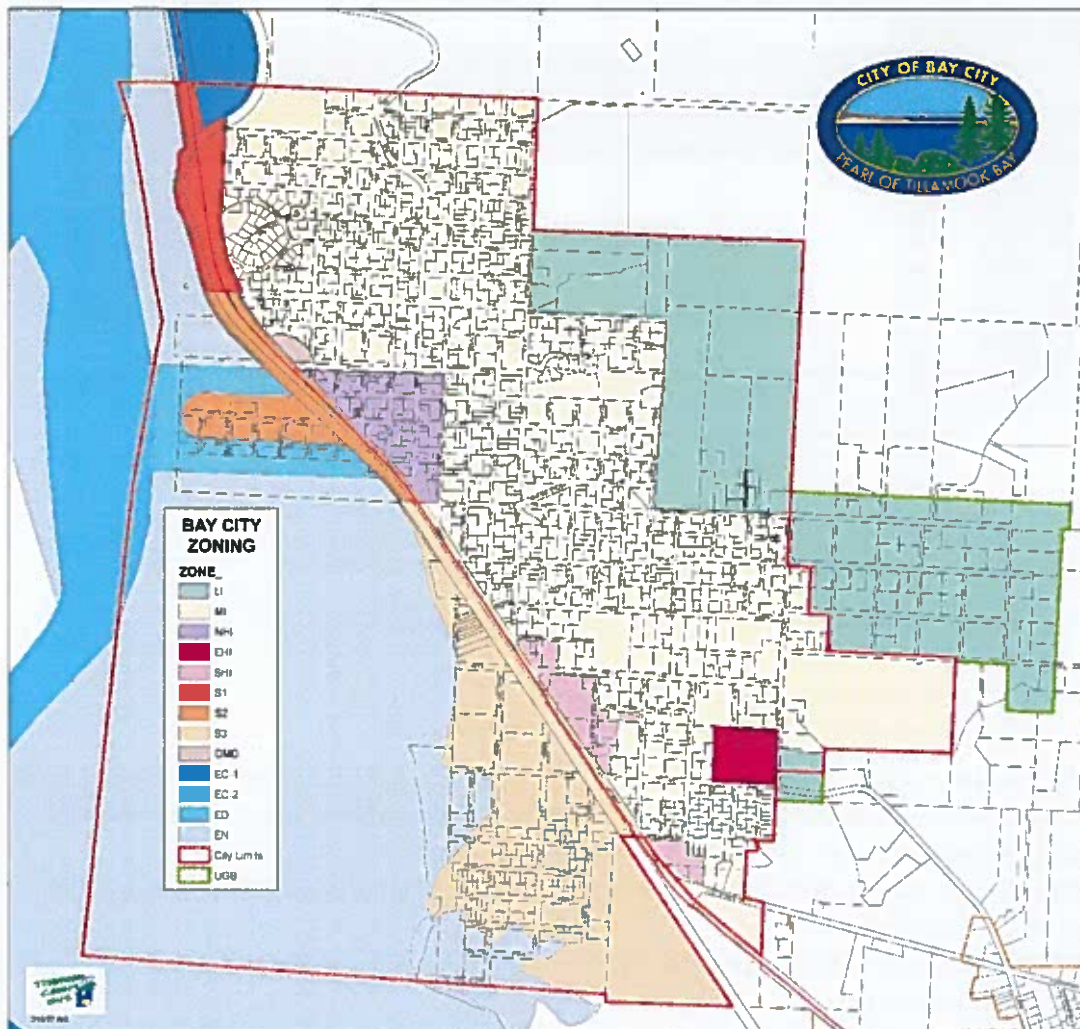 CITY OF BAY CITY
PEARL OF TILLAMOOK BAY
BAY CITY
ZONING
ZONE_
LI
MI
NHI
EHI
SHI
S1
S2
S3
EC-1
EC-2
ED
EN
City Limits
UGB